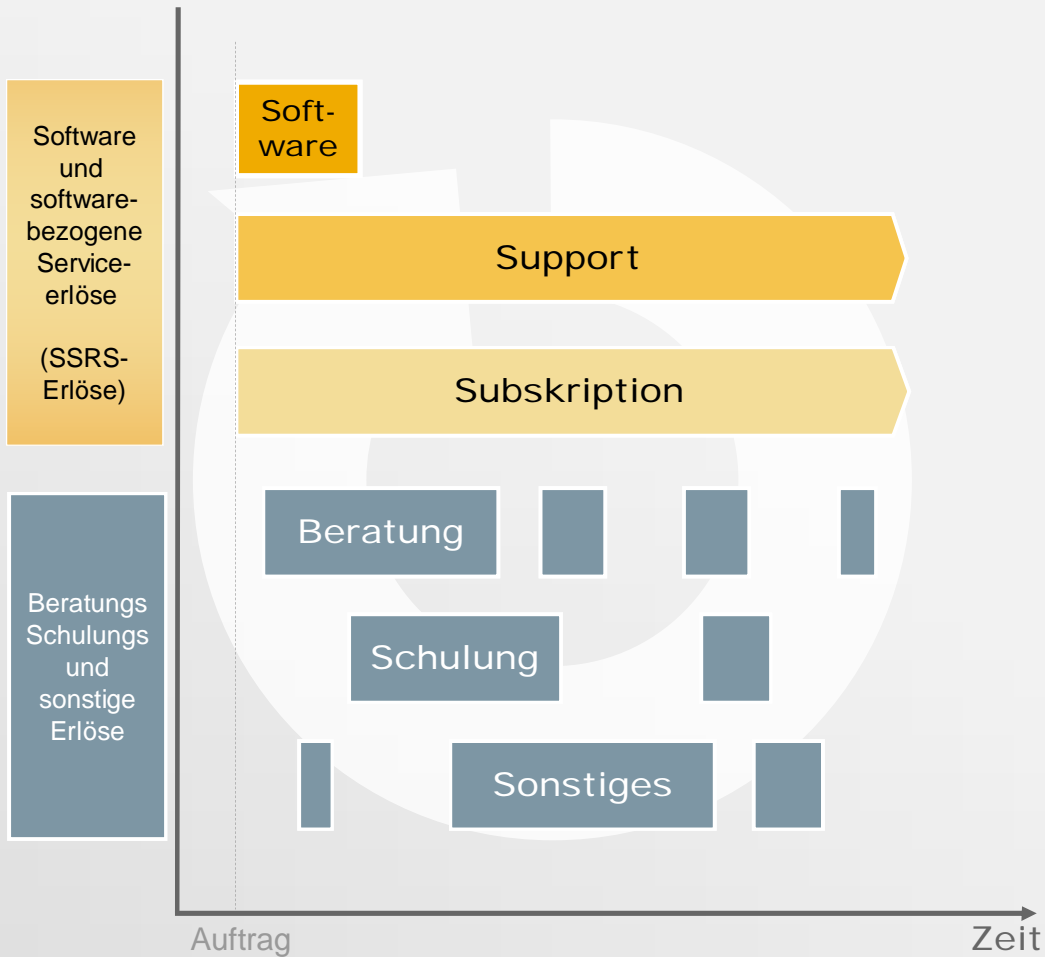 Software
und
software-
bezogene
Service-
erlöse
(SSRS-
Erlöse)
Soft-
ware
Support
Subskription
Beratungs
Schulungs
und
sonstige
Erlöse
Beratung
Schulung
Sonstiges
Auftrag
Zeit